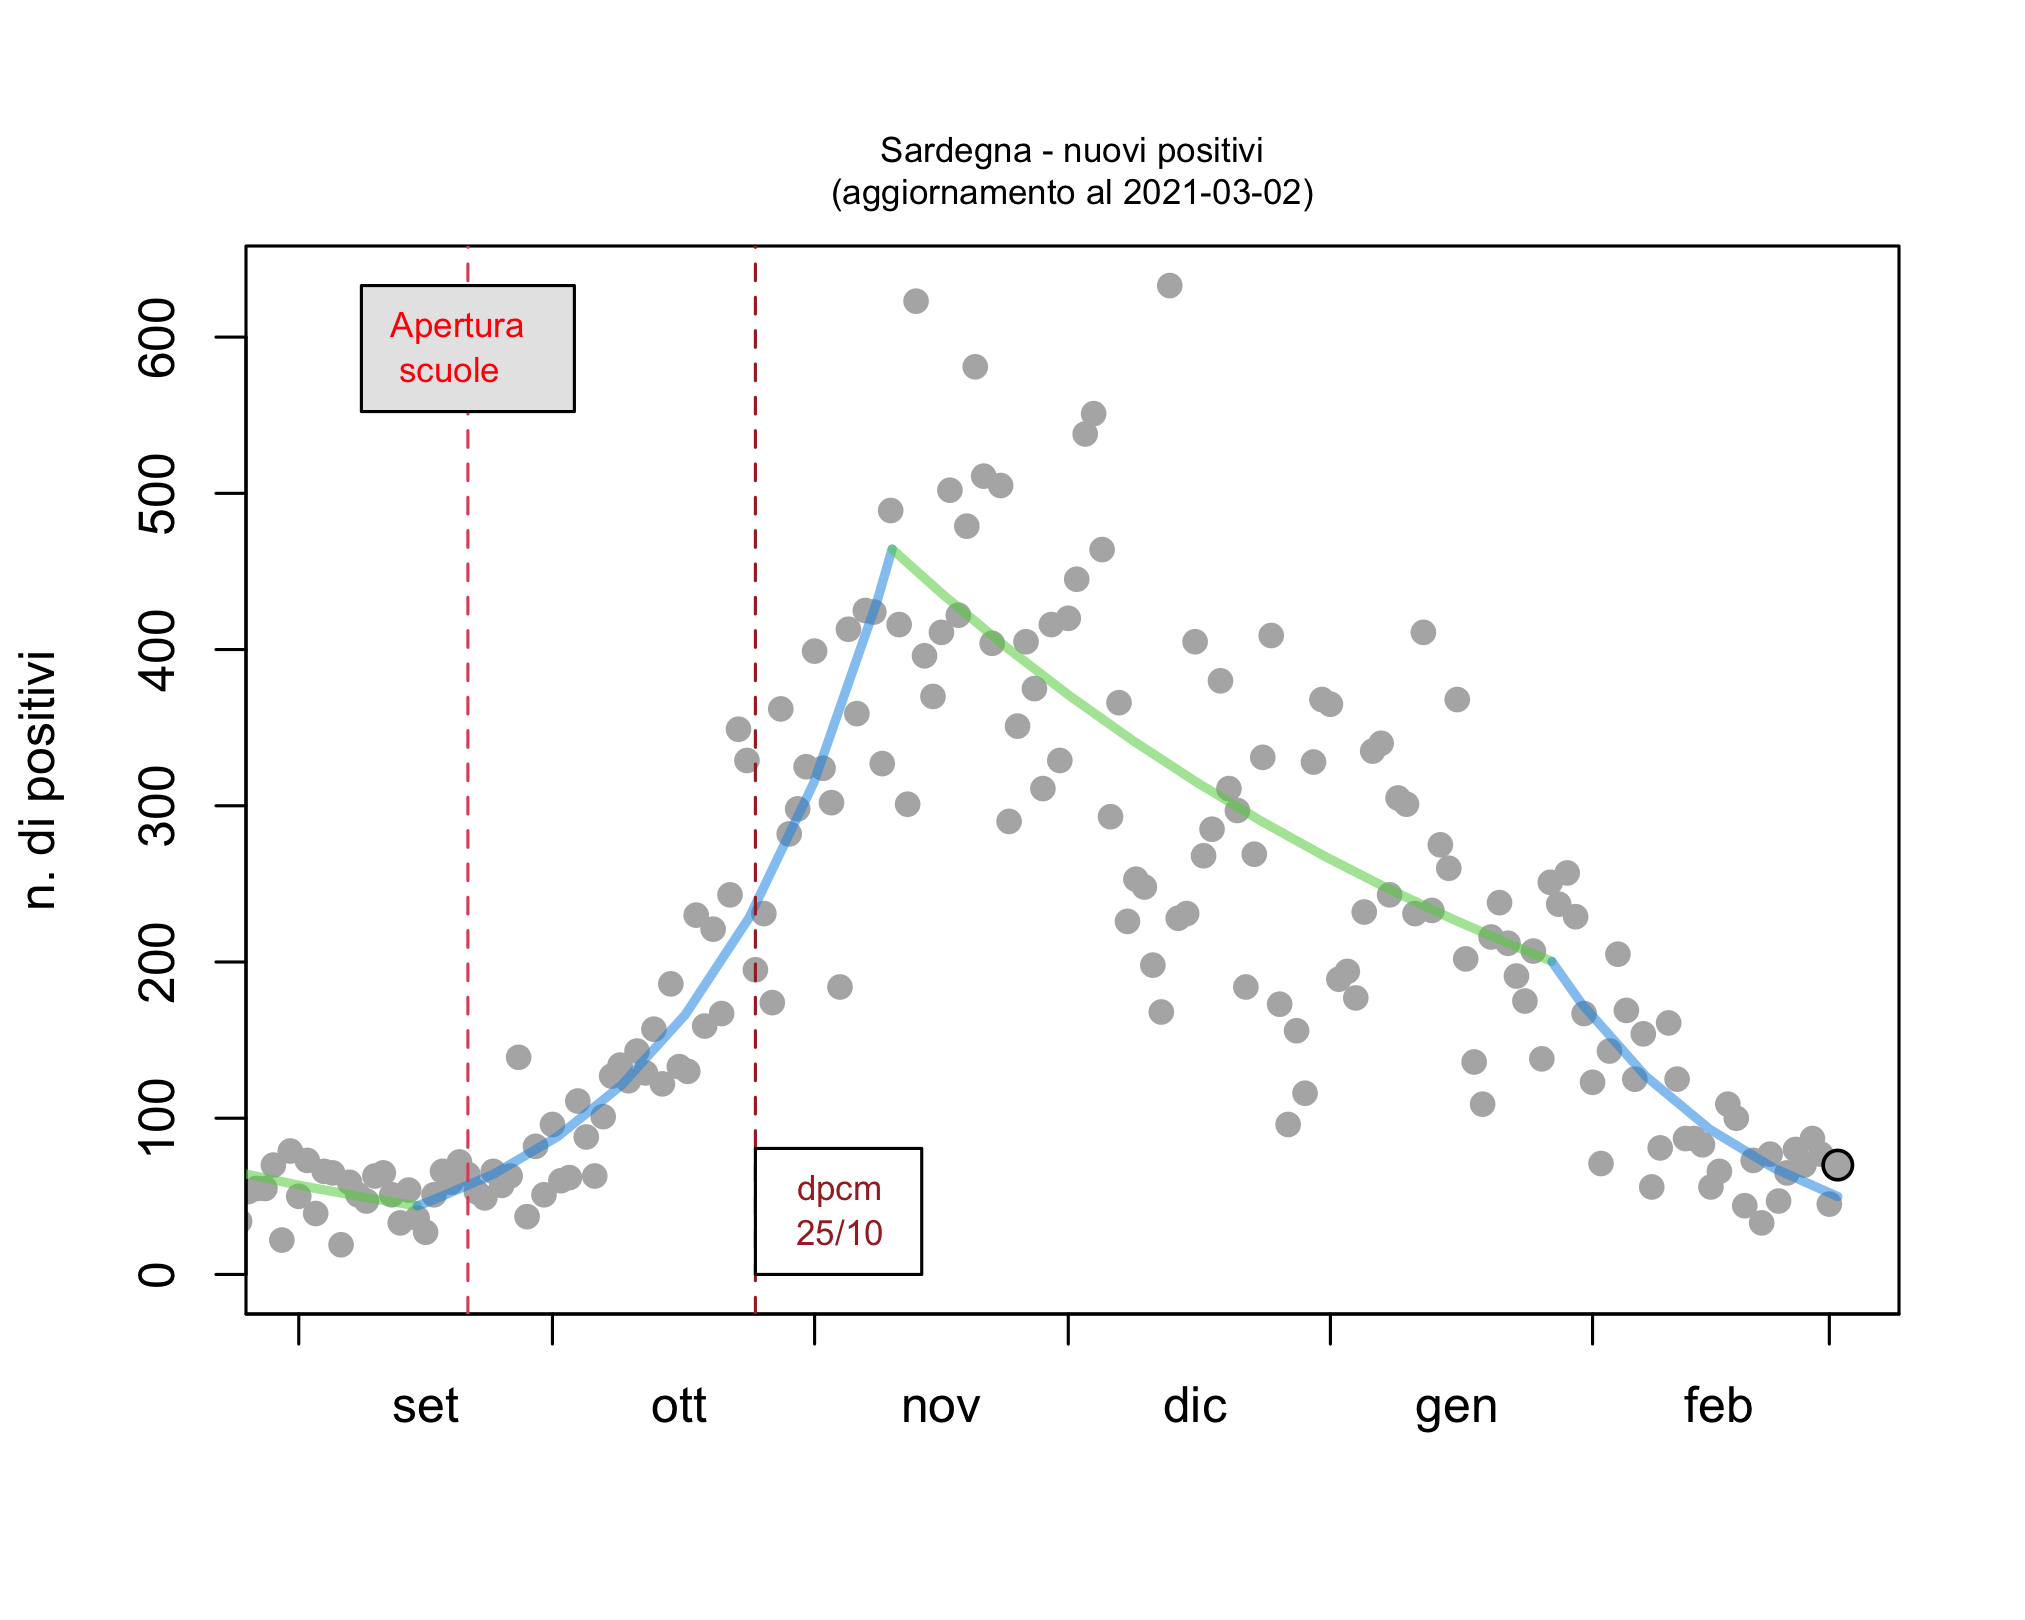 Sardegna - nuovi positivi
(aggiornamento al 2021-03-02)
Apertura
scuole
dpcm
25/10
n. di positivi
600
500
400
300
200
100
0
set ott nov dic gen feb